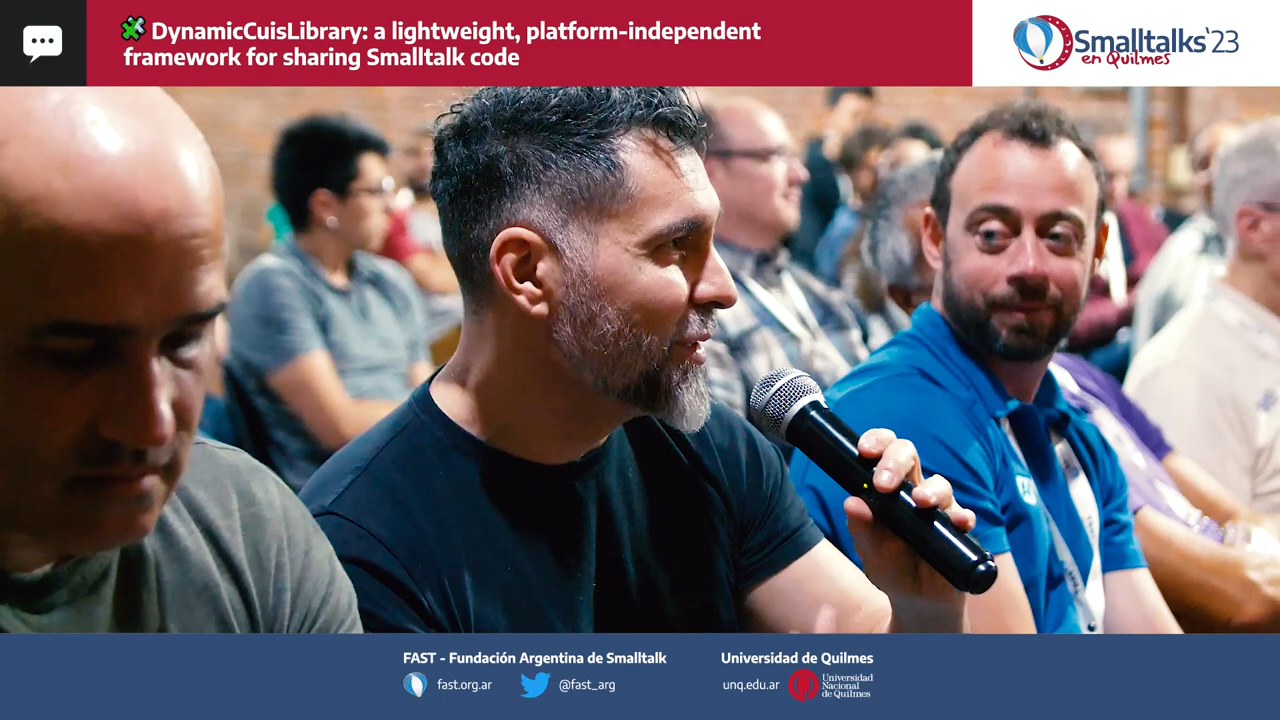 DynamicCuisLibrary: a lightweight, platform-independent
framework for sharing Smalltalk code
Smalltalks'23
en Quilmes
FAST - Fundación Argentina de Smalltalk
fast.org.ar
@fast_arg
Universidad de Quilmes
unq.edu.ar
Universidad
Nacional
de Quilmes